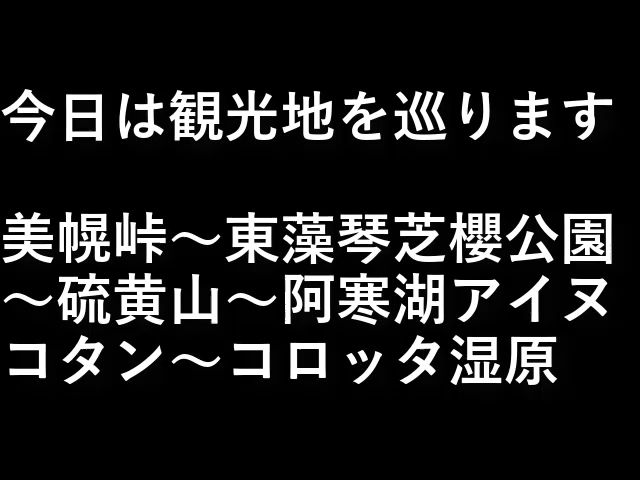 今日は観光地を巡ります
美幌峠～東藻琴芝櫻公園
～硫黄山～阿寒湖アイヌ
コタン～コロッタ湿原